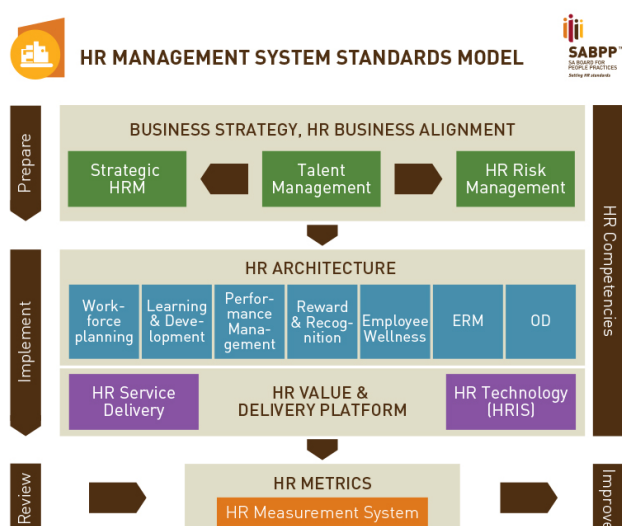 HR MANAGEMENT SYSTEM STANDARDS MODEL
SABPP™
SA BOARD FOR
PEOPLE PRACTICES
Setting HR standards
Prepare
BUSINESS STRATEGY, HR BUSINESS ALIGNMENT
Strategic
HRM
Talent
Management
HR Risk
Management
HR Competencies
Implement
HR ARCHITECTURE
Work-
force
planning
Learning
& Deve-
lopment
Perfor-
mance
Mana-
gement
Reward
& Recog-
nition
Employee
Wellness
ERM
OD
HR Service
Delivery
HR VALUE &
DELIVERY PLATFORM
HR Technology
(HRIS)
Review
HR METRICS
HR Measurement System
Improve